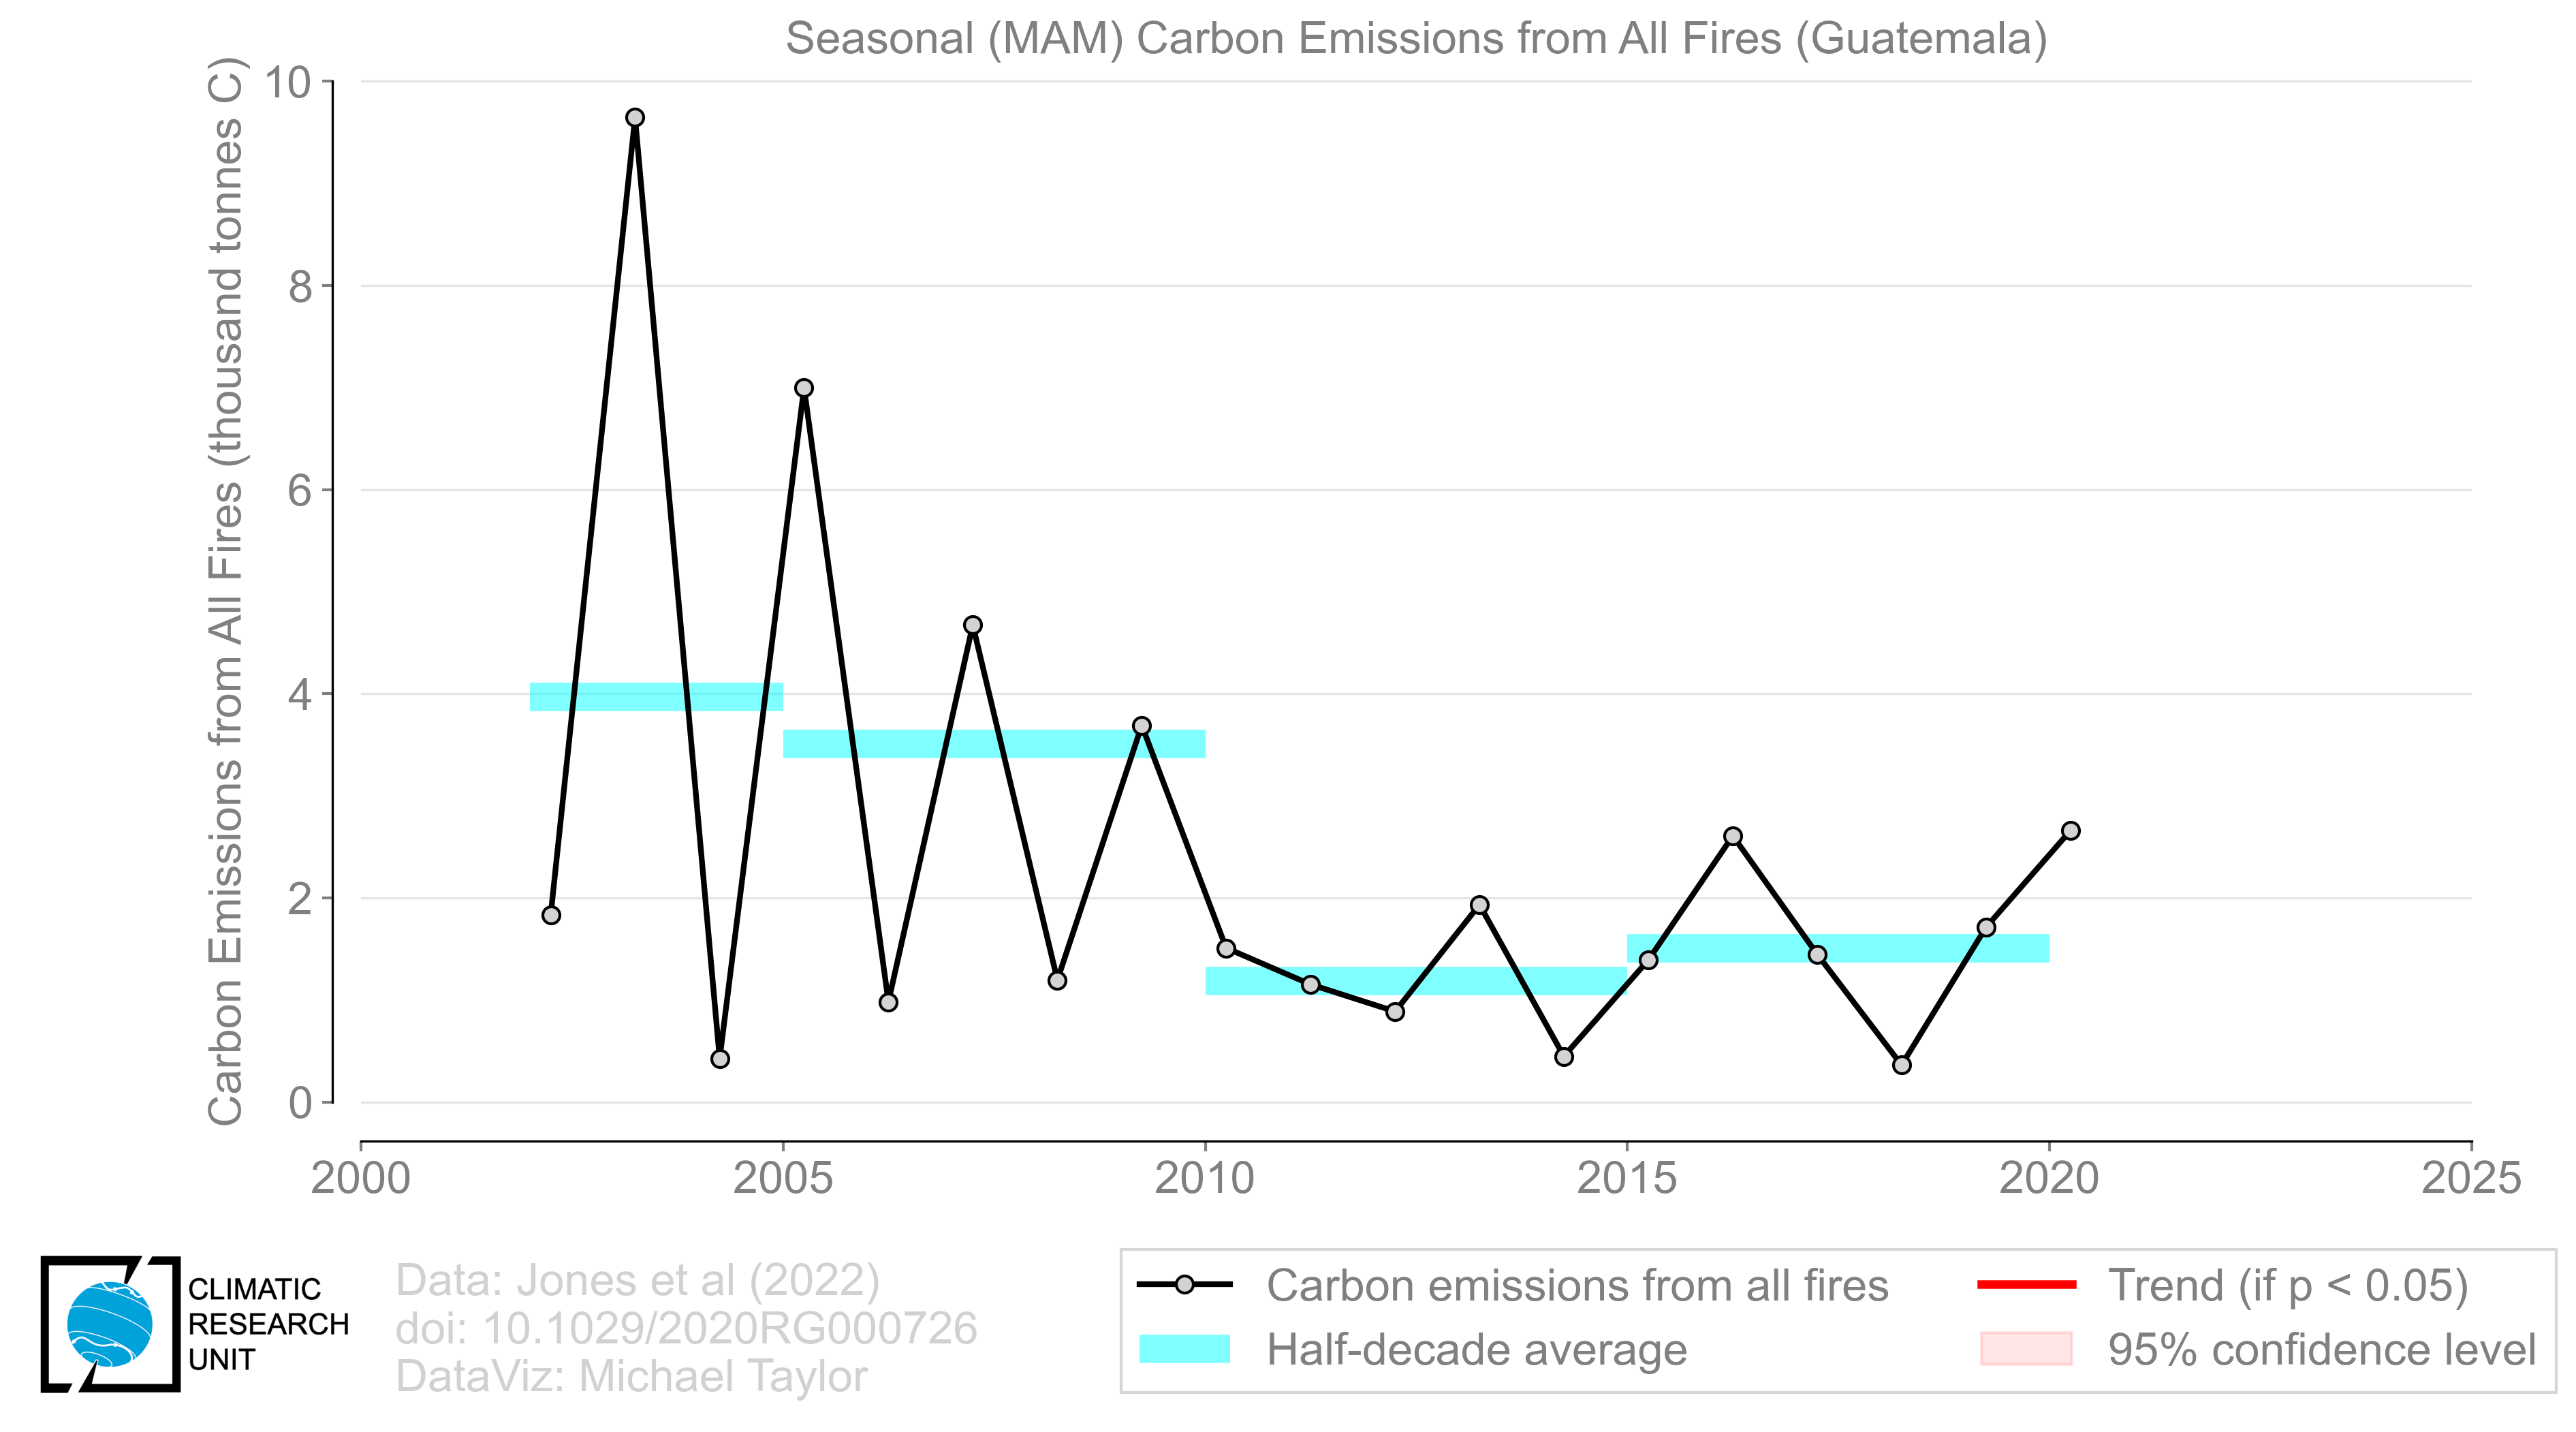 Seasonal (MAM) Carbon Emissions from All Fires (Guatemala)
Carbon Emissions from All Fires (thousand tonnes C)
10
8
6
4
2
0
2000 2005 2010 2015 2020 2025
CLIMATIC
RESEARCH
UNIT
Data: Jones et al (2022)
doi: 10.1029/2020RG000726
DataViz: Michael Taylor
Carbon emissions from all fires
Half-decade average
Trend (if p < 0.05)
95% confidence level